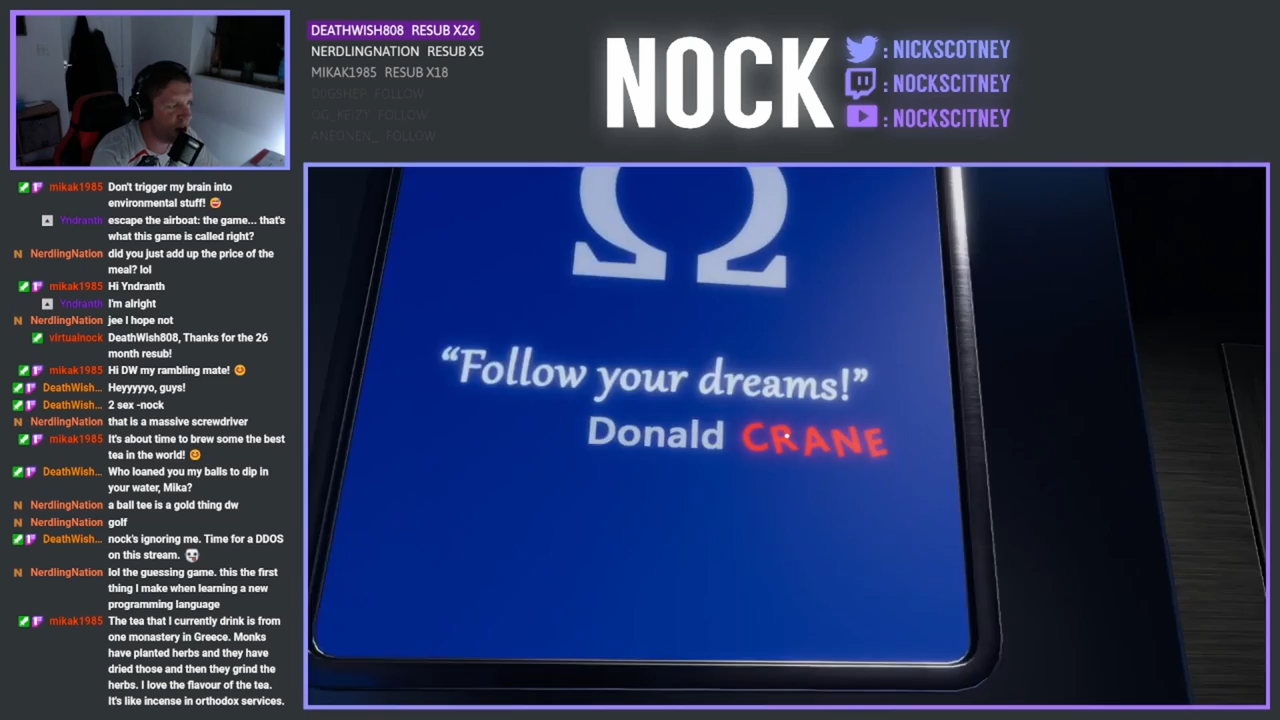 DEATHWISH808 RESUB X26
NERDLINGNATION RESUB X5
MIKAK1985 RESUB X18
D0GSHEP FOLLOW
OG_KEIZY FOLLOW
ANEONEN_ FOLLOW
NOCK
: NICKSCOTNEY
: NOCKSCITNEY
: NOCKSCITNEY
mikak1985 Don't trigger my brain into
environmental stuff!
Yndranth escape the airboat: the game... that's
what this game is called right?
N NerdlingNation did you just add up the price of the
meal? lol
mikak1985 Hi Yndranth
Yndranth I'm alright
N NerdlingNation jee I hope not
virtualnock DeathWish808, Thanks for the 26
month resub!
mikak1985 Hi DW my rambling mate!
DeathWish... Heyyyyyo, guys!
DeathWish... 2 sex -nock
N NerdlingNation that is a massive screwdriver
mikak1985 It's about time to brew some the best
tea in the world!
DeathWish... Who loaned you my balls to dip in
your water, Mika?
N NerdlingNation a ball tee is a gold thing dw
N NerdlingNation golf
DeathWish... nock's ignoring me. Time for a DDOS
on this stream.
N NerdlingNation lol the guessing game. this the first
thing I make when learning a new
programming language
mikak1985 The tea that I currently drink is from
one monastery in Greece. Monks
have planted herbs and they have
dried those and then they grind the
herbs. I love the flavour of the tea.
It's like incense in orthodox services.
Ω
“Follow your dreams!”
Donald CRANE